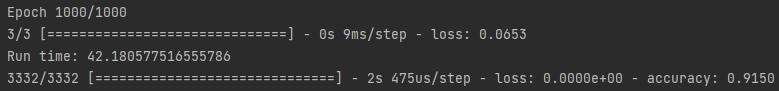 Epoch 1000/1000
3/3 [==============================] - 0s 9ms/step - loss: 0.0653
Run time: 42.180577516555786
3332/3332 [==============================] - 2s 475us/step - loss: 0.0000e+00 - accuracy: 0.9150